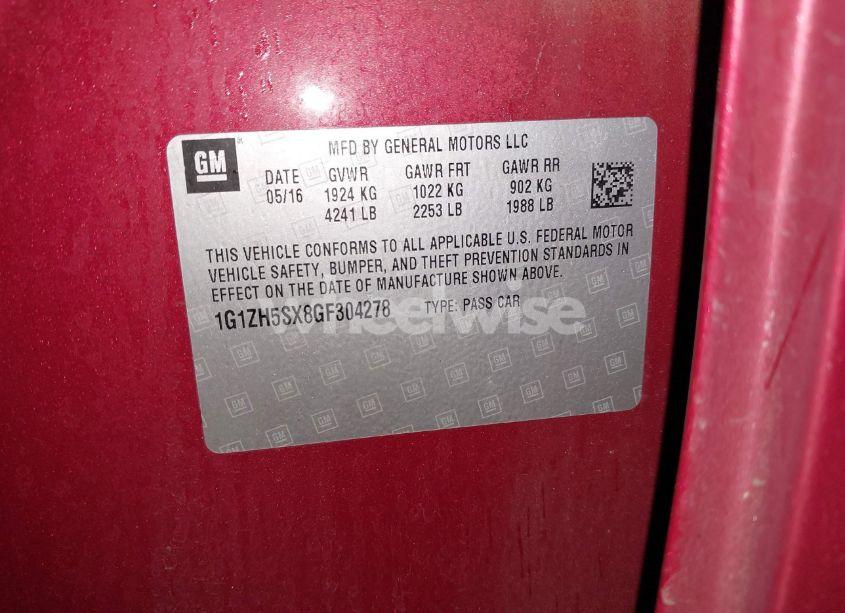 GM
MFD BY GENERAL MOTORS LLC
DATE GVWR GAWR FRT GAWR RR
05/16 1924 KG 1022 KG 902 KG
4241 LB 2253 LB 1988 LB
THIS VEHICLE CONFORMS TO ALL APPLICABLE U.S. FEDERAL MOTOR
VEHICLE SAFETY, BUMPER, AND THEFT PREVENTION STANDARDS IN
EFFECT ON THE DATE OF MANUFACTURE SHOWN ABOVE.
1G1ZH5SX8GF304278 TYPE: PASS CAR
wheelwise